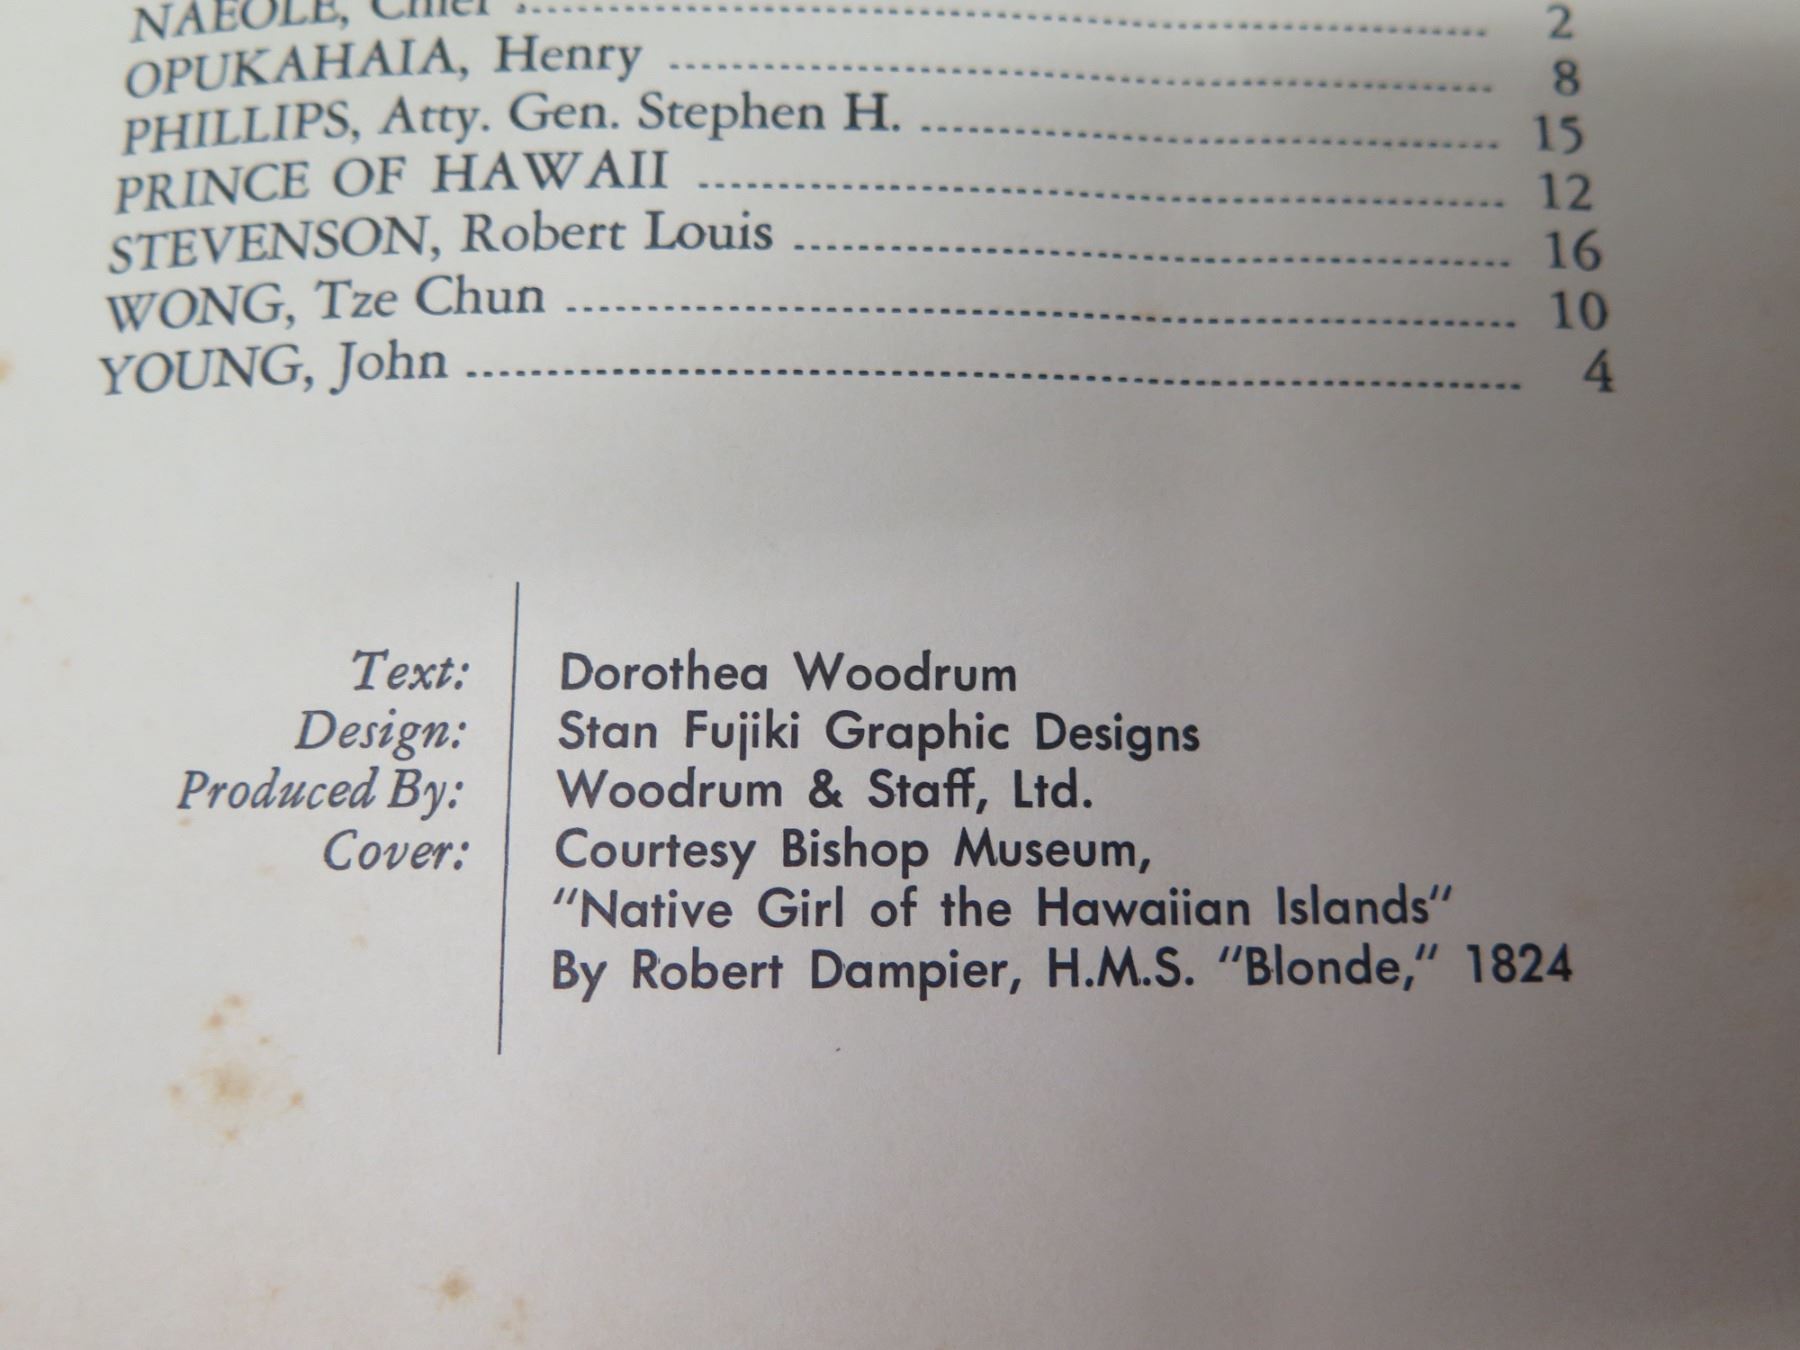 NAEOLE, Chief ........ 2
OPUKAHAIA, Henry ........ 8
PHILLIPS, Atty. Gen. Stephen H. ........ 15
PRINCE OF HAWAII ........ 12
STEVENSON, Robert Louis ........ 16
WONG, Tze Chun ........ 10
YOUNG, John ........ 4
Text: Dorothea Woodrum
Design: Stan Fujiki Graphic Designs
Produced By: Woodrum & Staff, Ltd.
Cover: Courtesy Bishop Museum,
"Native Girl of the Hawaiian Islands"
By Robert Dampier, H.M.S. "Blonde," 1824